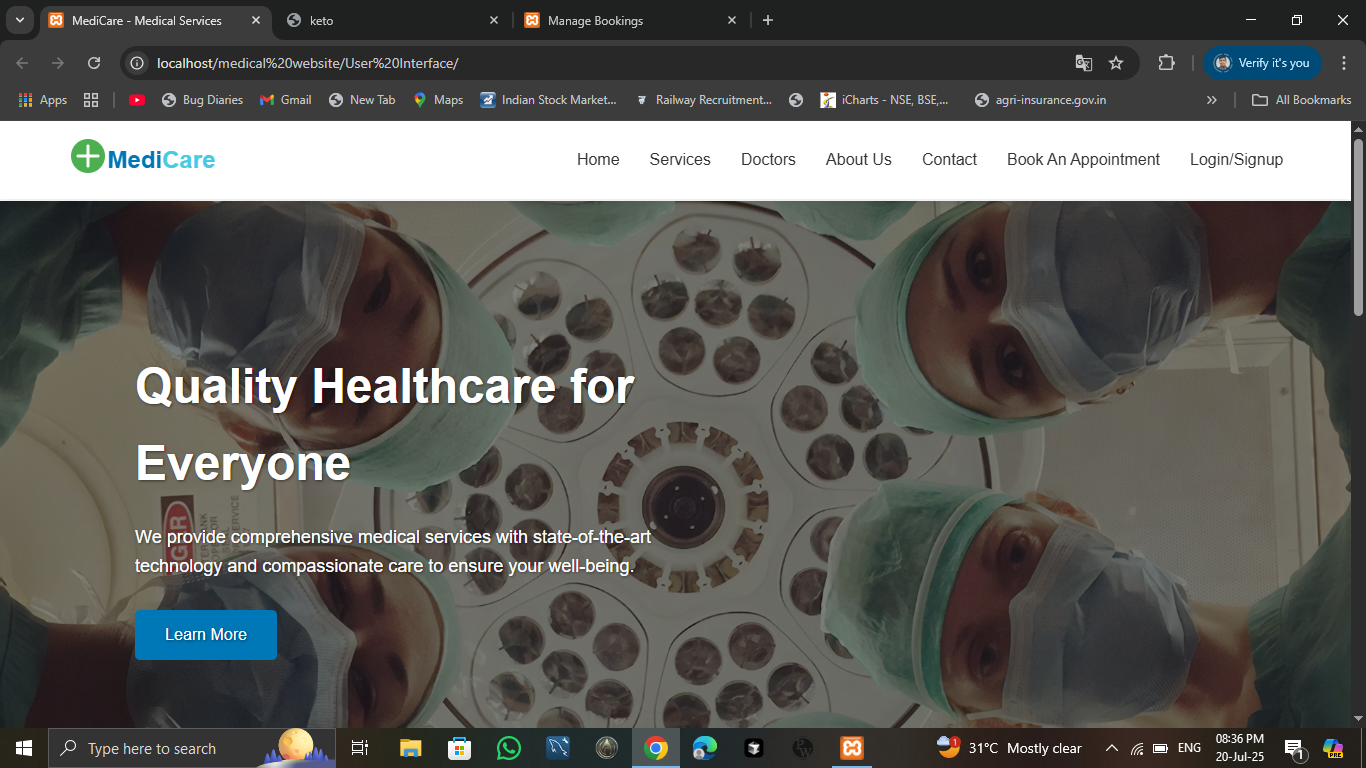 MediCare - Medical Services
keto
Manage Bookings
localhost/medical%20website/User%20Interface/
Verify it's you
Apps
Bug Diaries
Gmail
New Tab
Maps
Indian Stock Market...
Railway Recruitment...
iCharts - NSE, BSE,...
agri-insurance.gov.in
All Bookmarks
MediCare
Home
Services
Doctors
About Us
Contact
Book An Appointment
Login/Signup
Quality Healthcare for
Everyone
We provide comprehensive medical services with state-of-the-art
technology and compassionate care to ensure your well-being.
Learn More
Type here to search
1
31°C Mostly clear
ENG
08:36 PM
20-Jul-25
1
PRE